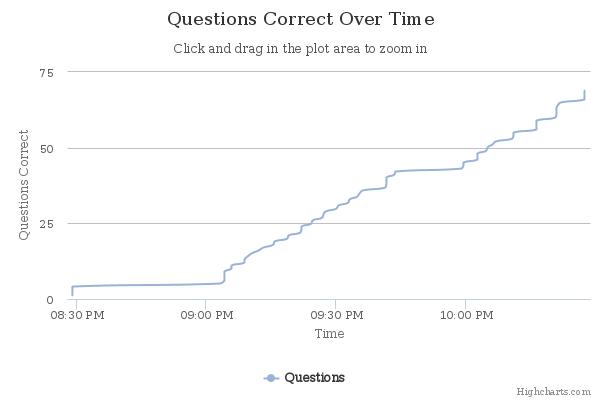 Questions Correct Over Time
Click and drag in the plot area to zoom in
Questions Correct
75
50
25
0
08:30 PM 09:00 PM 09:30 PM 10:00 PM
Time
Questions
Highcharts.com